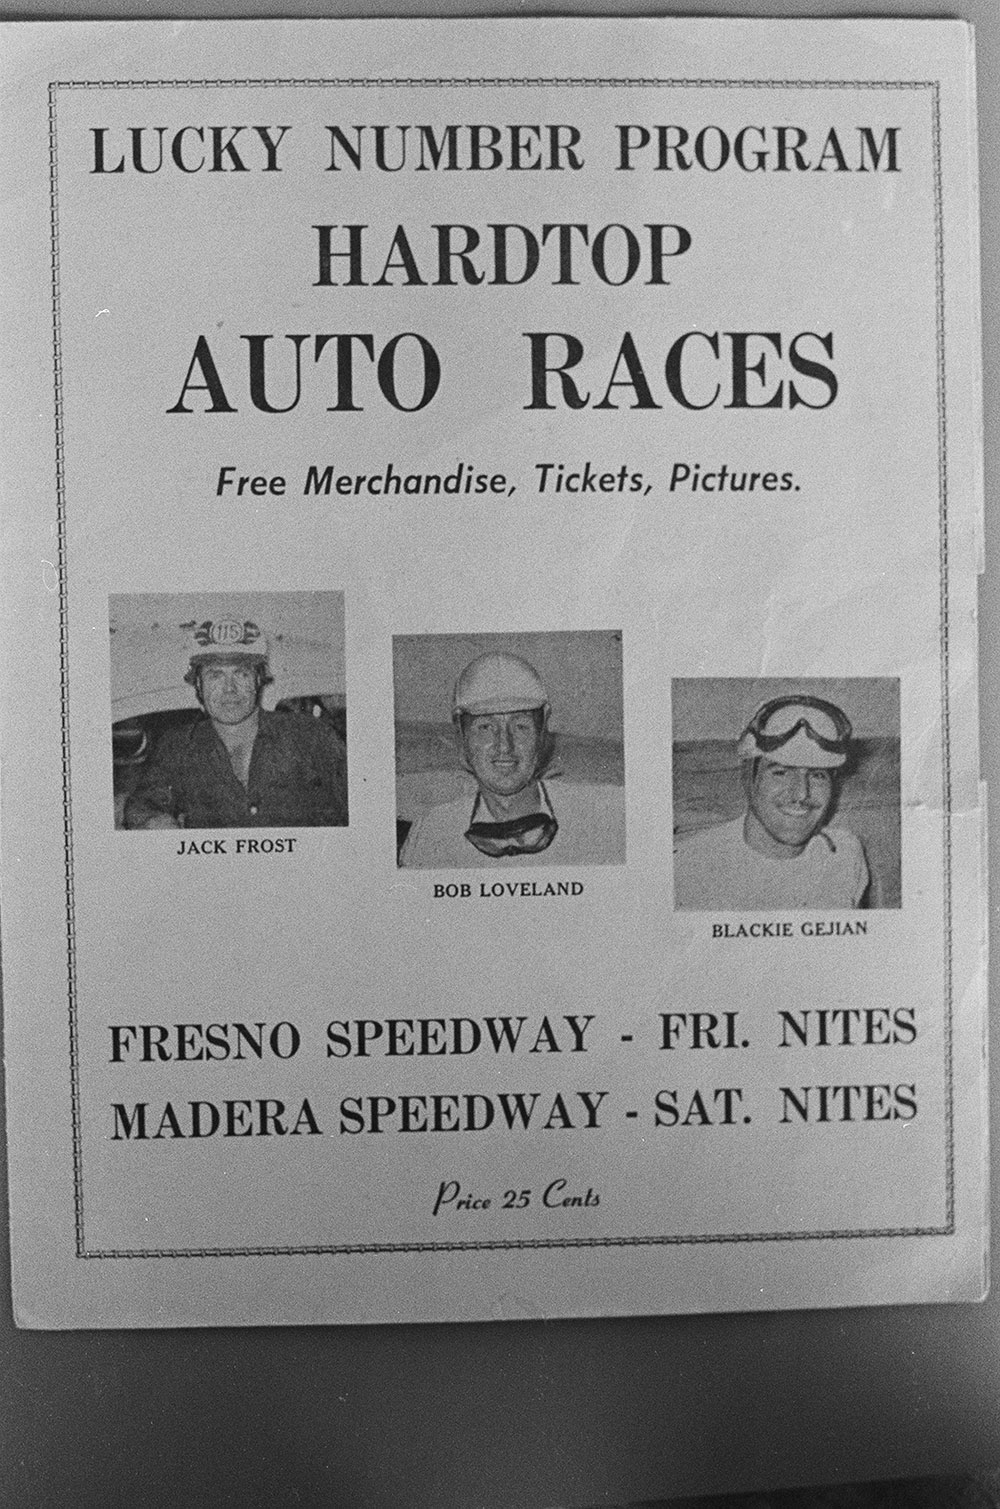 LUCKY NUMBER PROGRAM
HARDTOP
AUTO RACES
Free Merchandise, Tickets, Pictures.
115
JACK FROST
BOB LOVELAND
BLACKIE GEJIAN
FRESNO SPEEDWAY - FRI. NITES
MADERA SPEEDWAY - SAT. NITES
Price 25 Cents